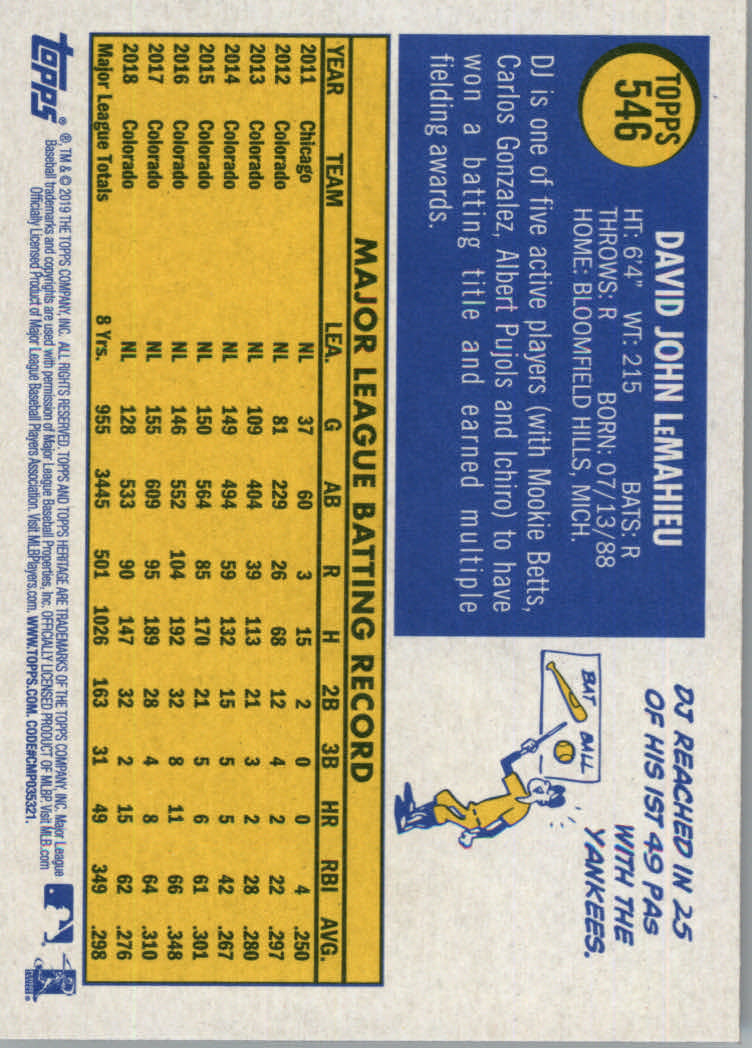 TOPPS
546
DAVID JOHN LeMAHIEU
HT: 6'4" WT: 215 BATS: R
THROWS: R BORN: 07/13/88
HOME: BLOOMFIELD HILLS, MICH.
DJ is one of five active players (with Mookie Betts,
Carlos Gonzalez, Albert Pujols and Ichiro) to have
won a batting title and earned multiple
fielding awards.
DJ REACHED IN 25
OF HIS 1ST 49 PAS
WITH THE
YANKEES.
BAT BALL
MAJOR LEAGUE BATTING RECORD
YEAR TEAM LEA. G AB R H 2B 3B HR RBI AVG.
2011 Chicago NL 37 60 3 15 2 0 0 4 .250
2012 Colorado NL 81 229 26 68 12 4 2 22 .297
2013 Colorado NL 109 404 39 113 21 3 2 28 .280
2014 Colorado NL 149 494 59 132 15 5 5 42 .267
2015 Colorado NL 150 564 85 170 21 5 6 61 .301
2016 Colorado NL 146 552 104 192 32 8 11 66 .348
2017 Colorado NL 155 609 95 189 28 4 8 64 .310
2018 Colorado NL 128 533 90 147 32 2 15 62 .276
Major League Totals 8 Yrs. 955 3445 501 1026 163 31 49 349 .298
topps®
®, TM & © 2019 THE TOPPS COMPANY, INC. ALL RIGHTS RESERVED. TOPPS AND TOPPS HERITAGE ARE TRADEMARKS OF THE TOPPS COMPANY, INC. Major League
Baseball trademarks and copyrights are used with permission of Major League Baseball Properties, Inc. OFFICIALLY LICENSED PRODUCT OF MLBP. Visit MLB.com
Officially Licensed Product of Major League Baseball Players Association. Visit MLBPlayers.com. WWW.TOPPS.COM. CODE#CMP035321.